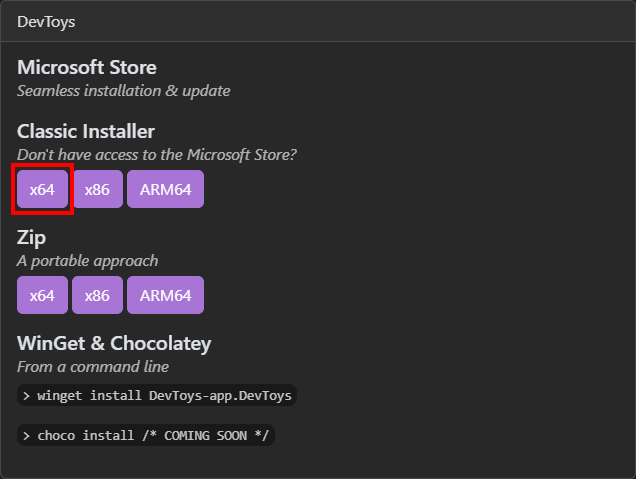 DevToys
Microsoft Store
Seamless installation & update
Classic Installer
Don't have access to the Microsoft Store?
x64 x86 ARM64
Zip
A portable approach
x64 x86 ARM64
WinGet & Chocolatey
From a command line
> winget install DevToys-app.DevToys
> choco install /* COMING SOON */